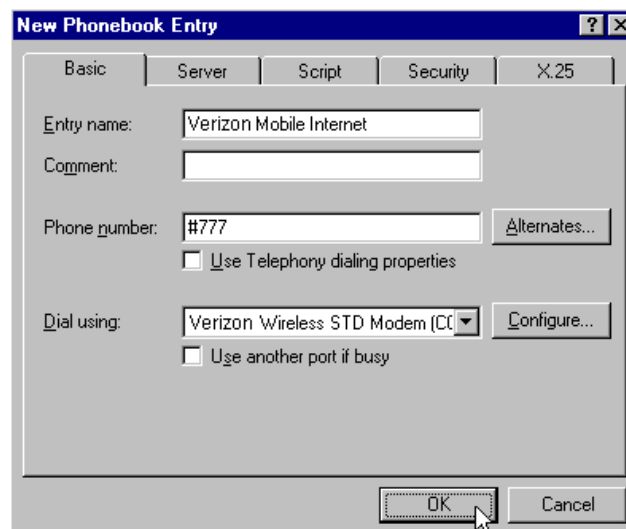 New Phonebook Entry
Basic Server Script Security X.25
Entry name: Verizon Mobile Internet
Comment:
Phone number: #777 Alternates...
Use Telephony dialing properties
Dial using: Verizon Wireless STD Modem (CO Configure...
Use another port if busy
OK Cancel